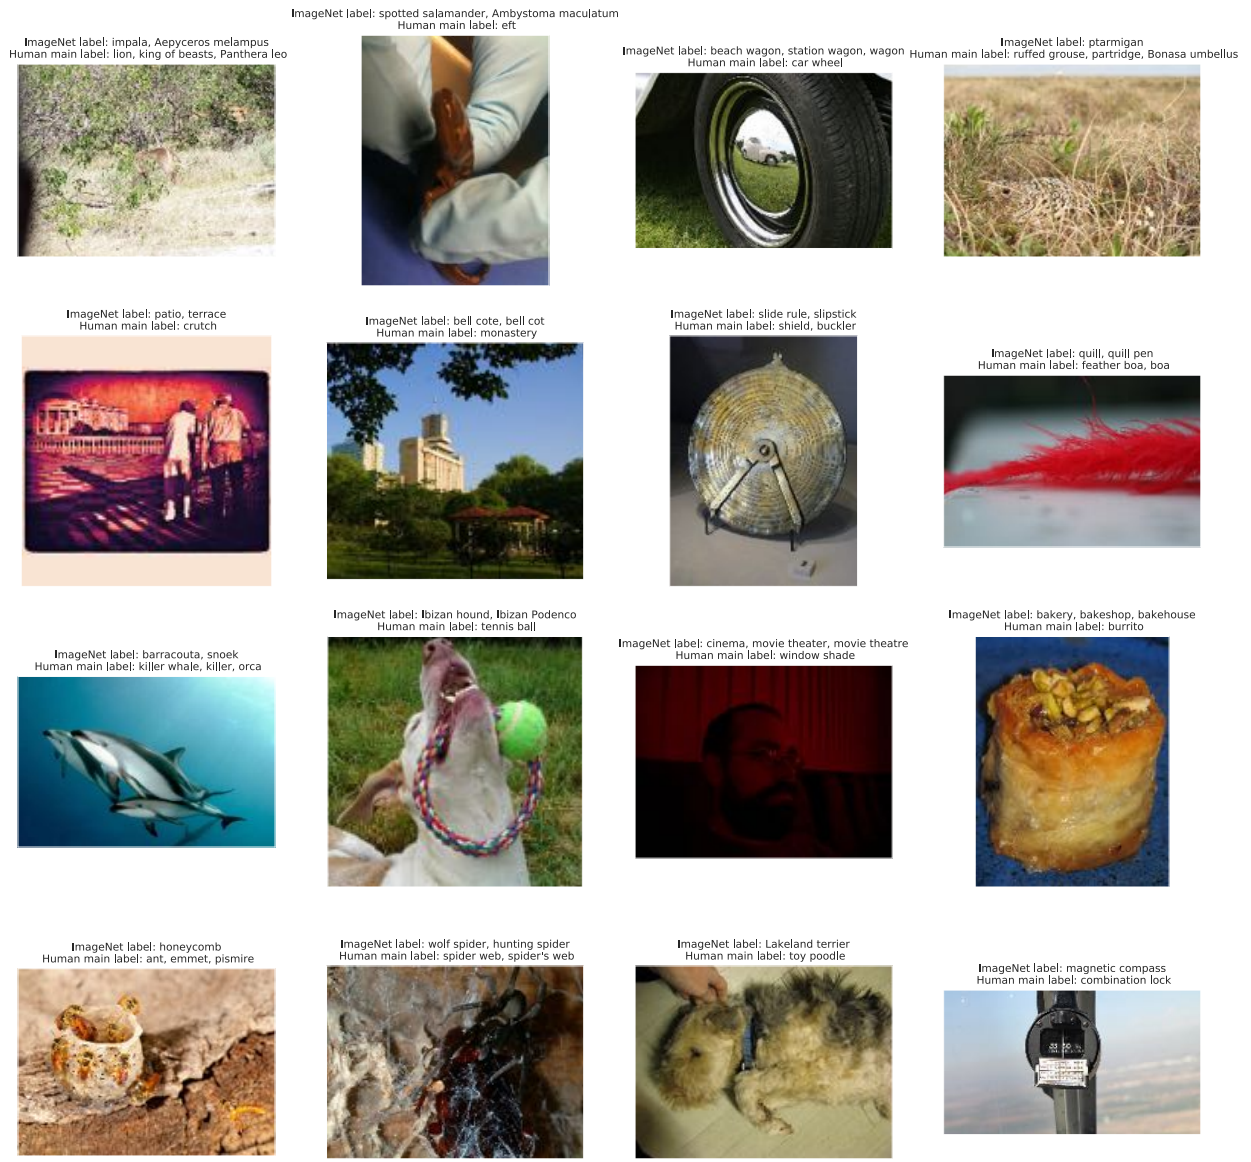 ImageNet label: impala, Aepyceros melampus
Human main label: lion, king of beasts, Panthera leo
ImageNet label: spotted salamander, Ambystoma maculatum
Human main label: eft
ImageNet label: beach wagon, station wagon, wagon
Human main label: car wheel
ImageNet label: ptarmigan
Human main label: ruffed grouse, partridge, Bonasa umbellus
ImageNet label: patio, terrace
Human main label: crutch
ImageNet label: bell cote, bell cot
Human main label: monastery
ImageNet label: slide rule, slipstick
Human main label: shield, buckler
ImageNet label: quill, quill pen
Human main label: feather boa, boa
ImageNet label: barracouta, snoek
Human main label: killer whale, killer, orca
ImageNet label: Ibizan hound, Ibizan Podenco
Human main label: tennis ball
ImageNet label: cinema, movie theater, movie theatre
Human main label: window shade
ImageNet label: bakery, bakeshop, bakehouse
Human main label: burrito
ImageNet label: honeycomb
Human main label: ant, emmet, pismire
ImageNet label: wolf spider, hunting spider
Human main label: spider web, spider's web
ImageNet label: Lakeland terrier
Human main label: toy poodle
ImageNet label: magnetic compass
Human main label: combination lock